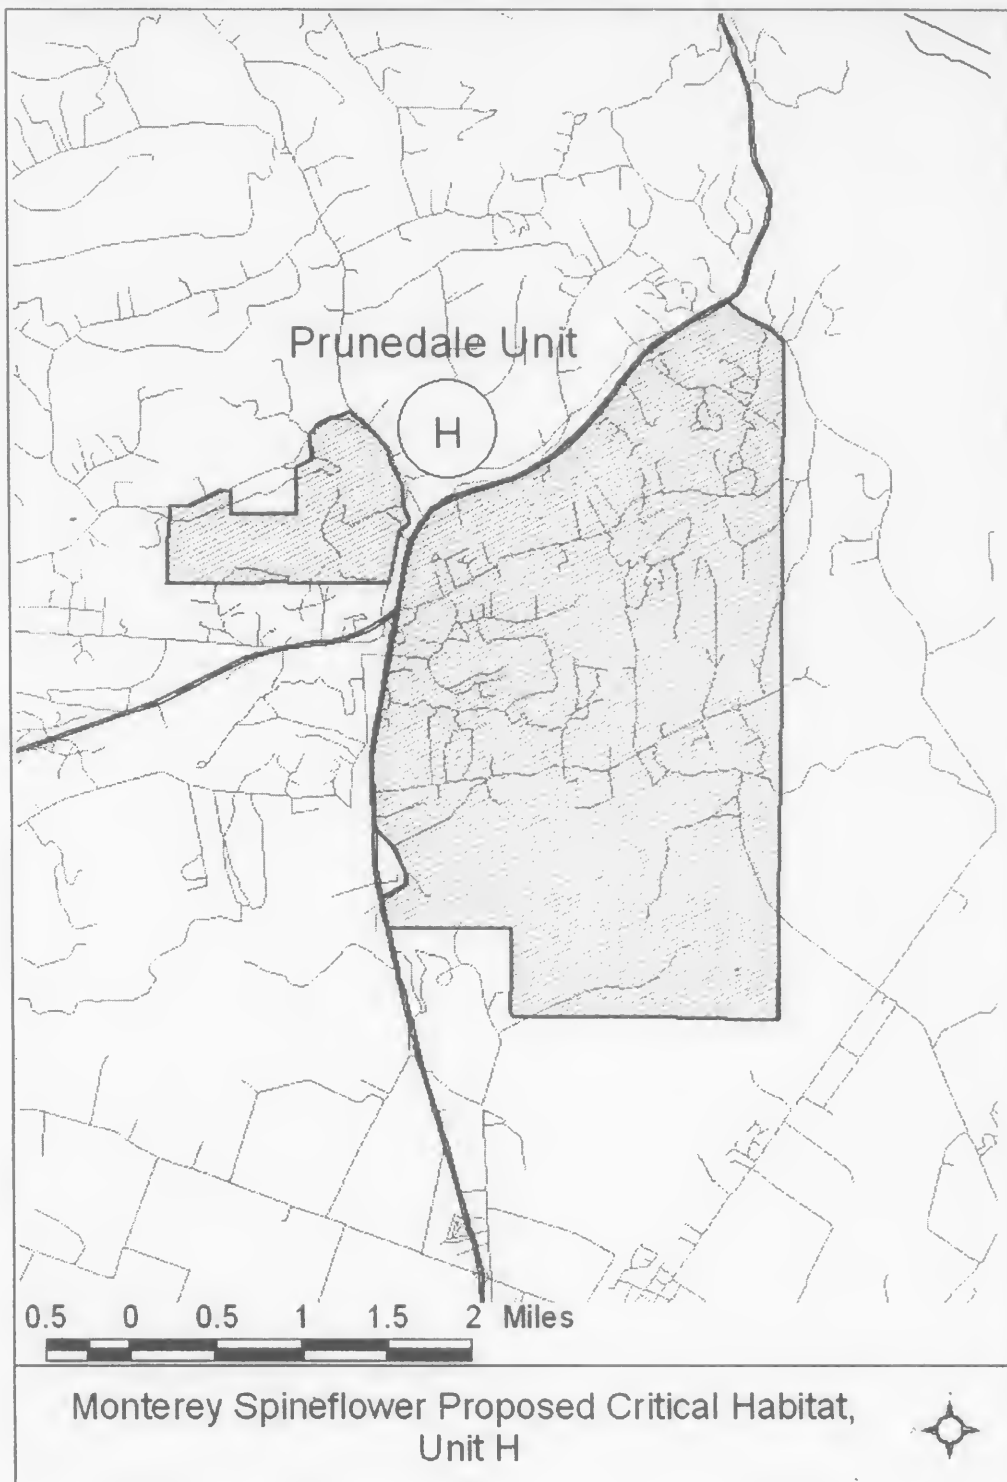 Prunedale Unit
H
0.5 0 0.5 1 1.5 2 Miles
Monterey Spineflower Proposed Critical Habitat,
Unit H